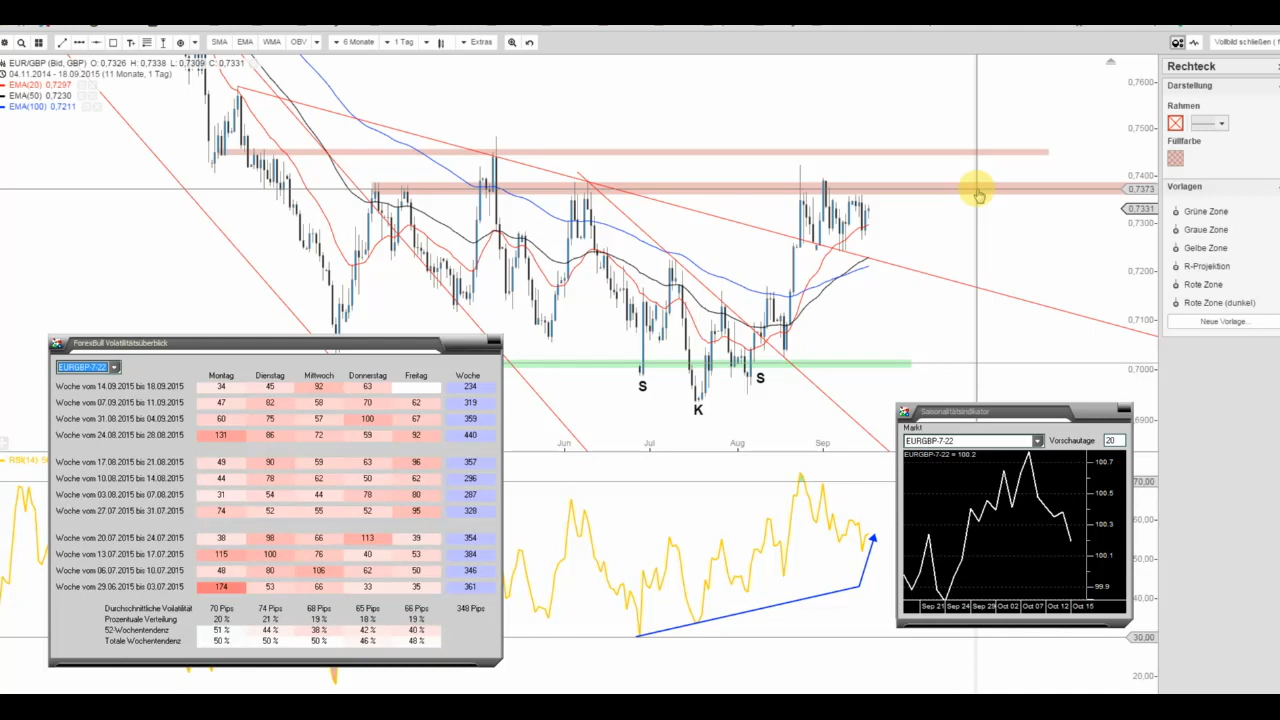 SMA EMA WMA OBV 6 Monate 1 Tag Extras Vollbild schließen (
EUR/GBP (Bid, GBP) O: 0,7326 H: 0,7338 L: 0,7309 C: 0,7331
04.11.2014 - 18.09.2015 (11 Monate, 1 Tag)
EMA(20) 0,7297
EMA(50) 0,7230
EMA(100) 0,7211
0,7600
0,7500
0,7400
0,7373
0,7331
0,7300
0,7200
0,7100
0,7000
S
K
S
Jun Jul Aug Sep
RSI(14)
70,00
40,00
30,00
20,00
Rechteck
Darstellung
Rahmen
Füllfarbe
Vorlagen
Grüne Zone
Graue Zone
Gelbe Zone
R-Projektion
Rote Zone
Rote Zone (dunkel)
Neue Vorlage...
ForexBull Volatilitätsüberblick
EURGBP-7-22
Montag Dienstag Mittwoch Donnerstag Freitag Woche
Woche vom 14.09.2015 bis 18.09.2015 34 45 92 63 234
Woche vom 07.09.2015 bis 11.09.2015 47 82 58 70 62 319
Woche vom 31.08.2015 bis 04.09.2015 60 75 57 100 67 359
Woche vom 24.08.2015 bis 28.08.2015 131 86 72 59 92 440
Woche vom 17.08.2015 bis 21.08.2015 49 90 59 63 96 357
Woche vom 10.08.2015 bis 14.08.2015 44 78 62 50 62 296
Woche vom 03.08.2015 bis 07.08.2015 31 54 44 78 80 287
Woche vom 27.07.2015 bis 31.07.2015 74 52 55 52 95 328
Woche vom 20.07.2015 bis 24.07.2015 38 98 66 113 39 354
Woche vom 13.07.2015 bis 17.07.2015 115 100 76 40 53 384
Woche vom 06.07.2015 bis 10.07.2015 48 80 106 62 50 346
Woche vom 29.06.2015 bis 03.07.2015 174 53 66 33 35 361
Durchschnittliche Volatilität 70 Pips 74 Pips 68 Pips 65 Pips 66 Pips 348 Pips
Prozentuale Verteilung 20 % 21 % 19 % 18 % 19 %
52-Wochentendenz 51 % 44 % 38 % 42 % 40 %
Totale Wochentendenz 50 % 50 % 50 % 46 % 48 %
Saisonalitätsindikator
Markt
EURGBP-7-22 Vorschautage 20
EURGBP-7-22 = 100.2
100.7
100.5
100.3
100.1
99.9
Sep 21 Sep 24 Sep 29 Oct 02 Oct 07 Oct 12 Oct 15